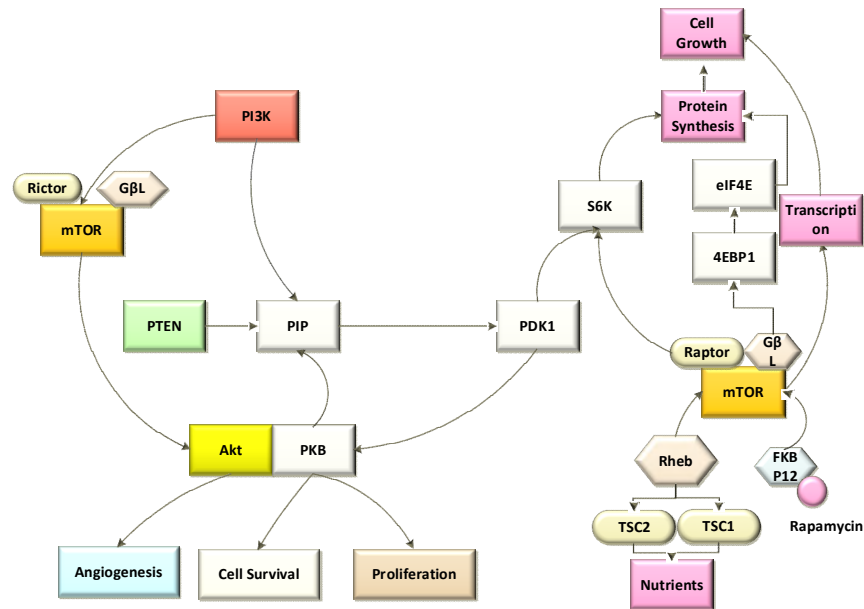 Cell
Growth
PI3K
Protein
Synthesis
Rictor
GβL
mTOR
S6K
eIF4E
Transcripti
on
4EBP1
PTEN
PIP
PDK1
Raptor
Gβ
L
mTOR
Akt
PKB
Rheb
FKB
P12
Rapamycin
TSC2
TSC1
Angiogenesis
Cell Survival
Proliferation
Nutrients